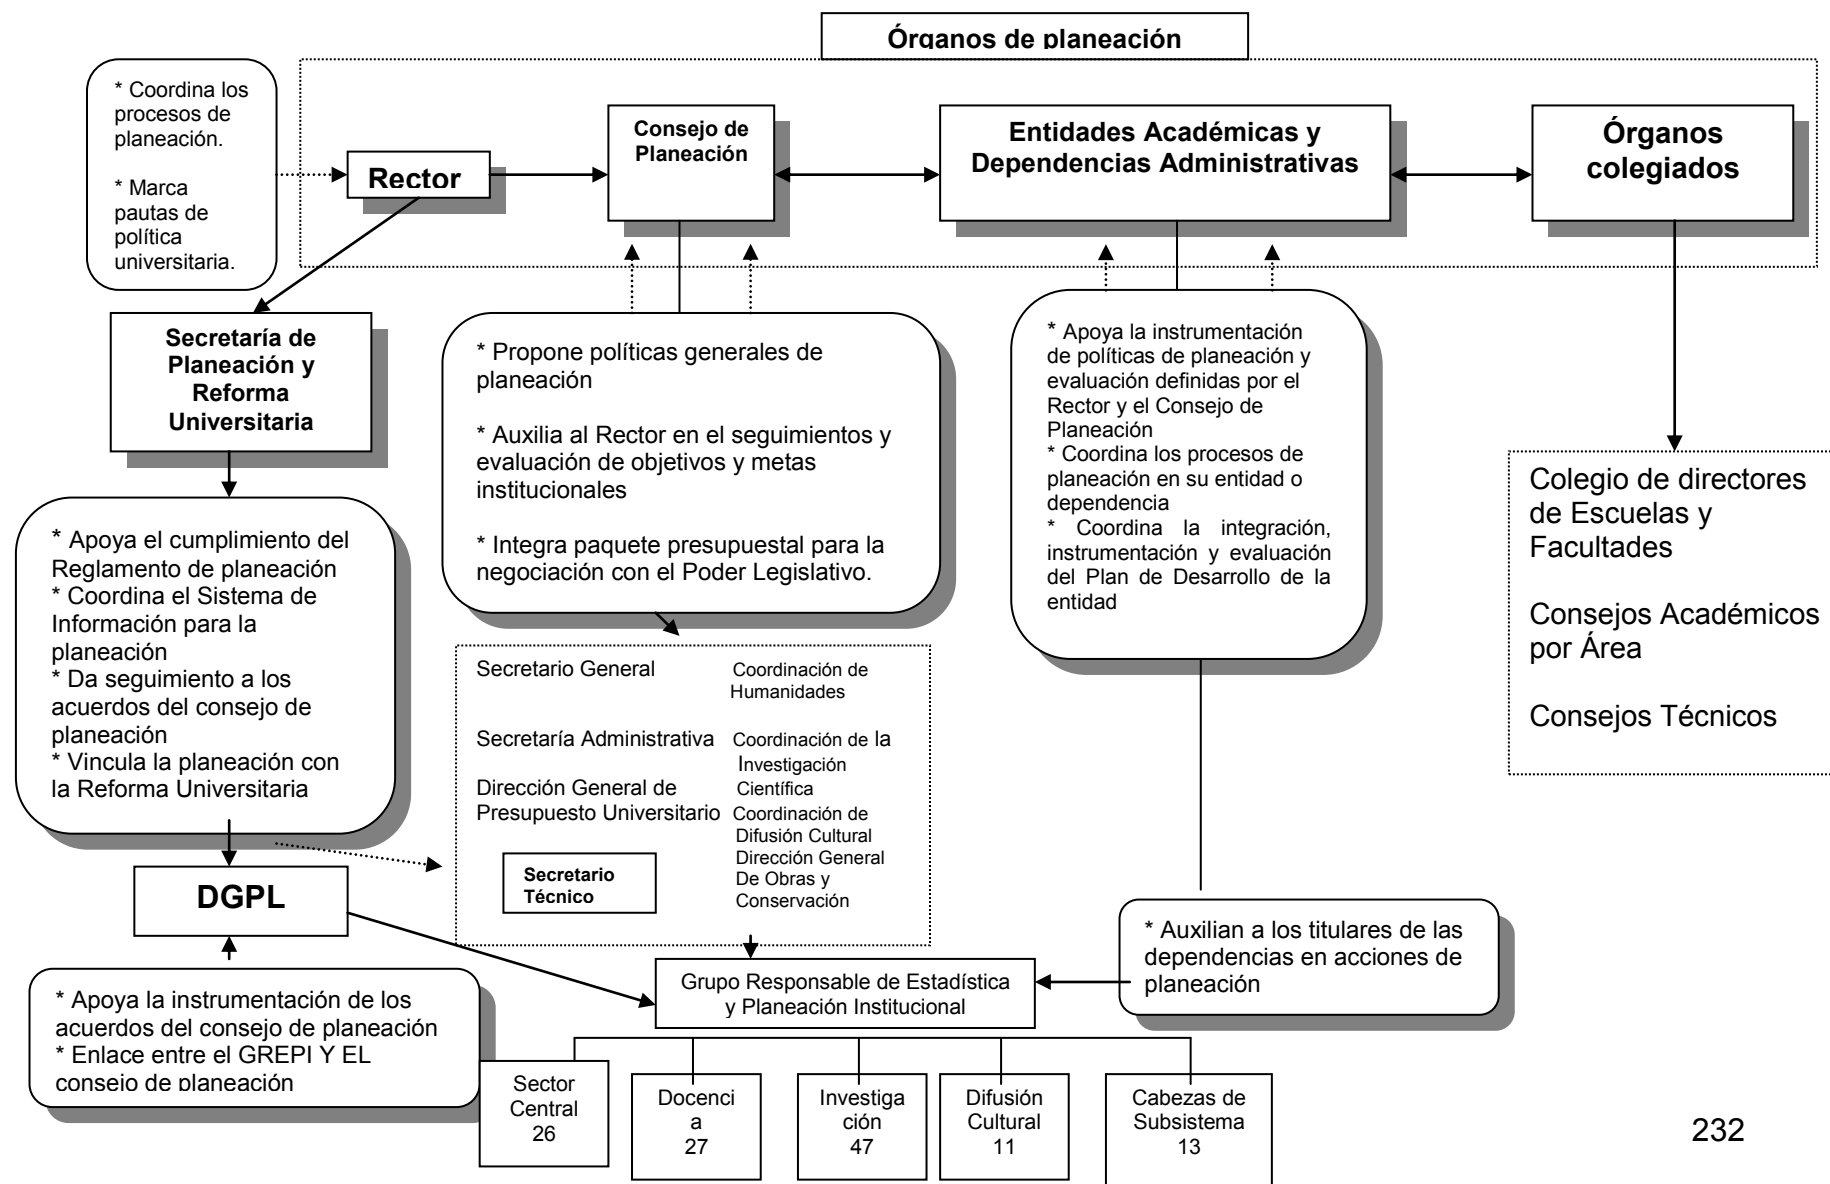 Órganos de planeación
* Coordina los
procesos de
planeación.
* Marca
pautas de
política
universitaria.
Rector
Consejo de
Planeación
Entidades Académicas y
Dependencias Administrativas
Órganos
colegiados
Secretaría de
Planeación y
Reforma
Universitaria
* Propone políticas generales de
planeación
* Auxilia al Rector en el seguimientos y
evaluación de objetivos y metas
institucionales
* Integra paquete presupuestal para la
negociación con el Poder Legislativo.
* Apoya la instrumentación
de políticas de planeación y
evaluación definidas por el
Rector y el Consejo de
Planeación
* Coordina los procesos de
planeación en su entidad o
dependencia
* Coordina la integración,
instrumentación y evaluación
del Plan de Desarrollo de la
entidad
Colegio de directores
de Escuelas y
Facultades
Consejos Académicos
por Área
Consejos Técnicos
* Apoya el cumplimiento del
Reglamento de planeación
* Coordina el Sistema de
Información para la
planeación
* Da seguimiento a los
acuerdos del consejo de
planeación
* Vincula la planeación con
la Reforma Universitaria
Secretario General
Secretaría Administrativa
Dirección General de
Presupuesto Universitario
Secretario
Técnico
Coordinación de
Humanidades
Coordinación de la
Investigación
Científica
Coordinación de
Difusión Cultural
Dirección General
De Obras y
Conservación
DGPL
* Auxilian a los titulares de las
dependencias en acciones de
planeación
* Apoya la instrumentación de los
acuerdos del consejo de planeación
* Enlace entre el GREPI Y EL
consejo de planeación
Grupo Responsable de Estadística
y Planeación Institucional
Sector
Central
26
Docenci
a
27
Investiga
ción
47
Difusión
Cultural
11
Cabezas de
Subsistema
13
232